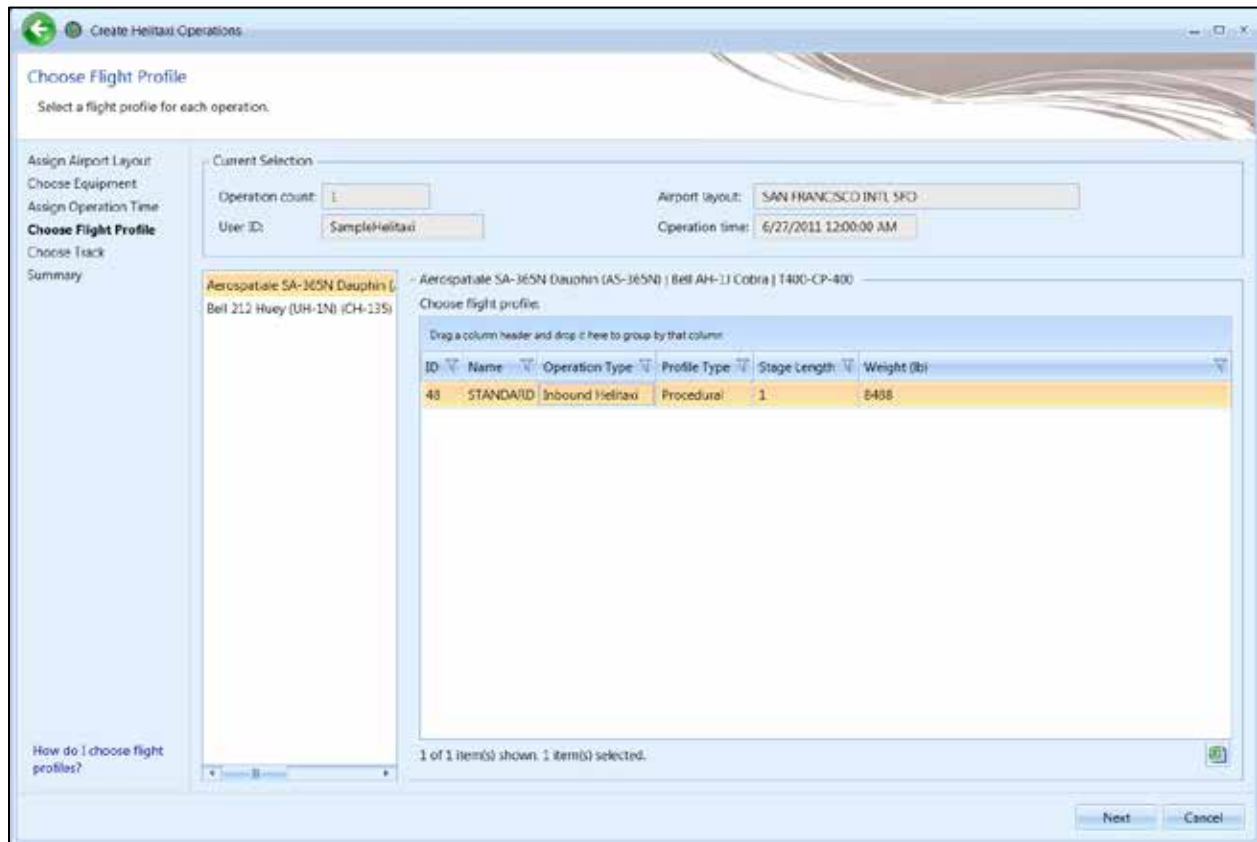 Create Helitaxi Operations
Choose Flight Profile
Select a flight profile for each operation.
Assign Airport Layout
Choose Equipment
Assign Operation Time
Choose Flight Profile
Choose Track
Summary
How do I choose flight
profiles?
Current Selection
Operation count: 1
Airport layout: SAN FRANCISCO INTL SFO
User ID: SampleHelitaxi
Operation time: 6/27/2011 12:00:00 AM
Aerospatiale SA-365N Dauphin (
Bell 212 Huey (UH-1N) (CH-135)
Aerospatiale SA-365N Dauphin (AS-365N) | Bell AH-1J Cobra | T400-CP-400
Choose flight profile:
Drag a column header and drop it here to group by that column
ID Name Operation Type Profile Type Stage Length Weight (lb)
48 STANDARD Inbound Helitaxi Procedural 1 8488
1 of 1 item(s) shown. 1 item(s) selected.
Next Cancel